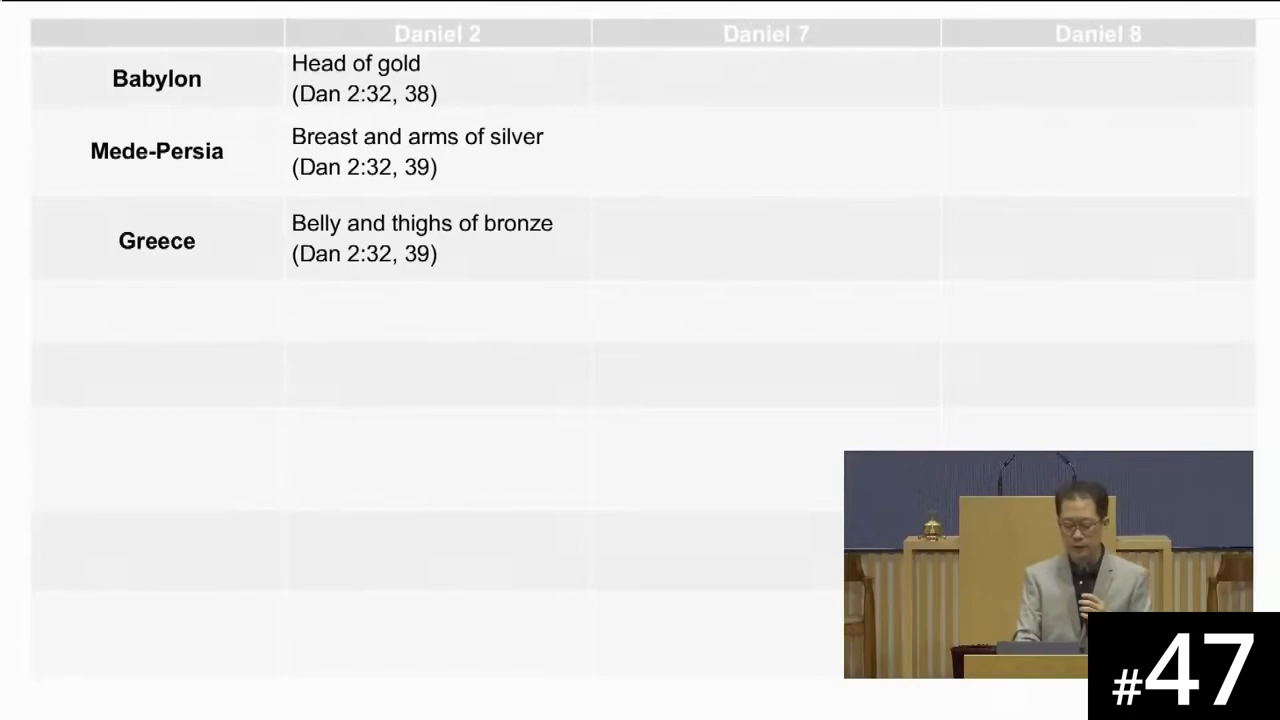 Daniel 2 Daniel 7 Daniel 8
Babylon
Head of gold
(Dan 2:32, 38)
Mede-Persia
Breast and arms of silver
(Dan 2:32, 39)
Greece
Belly and thighs of bronze
(Dan 2:32, 39)
#47